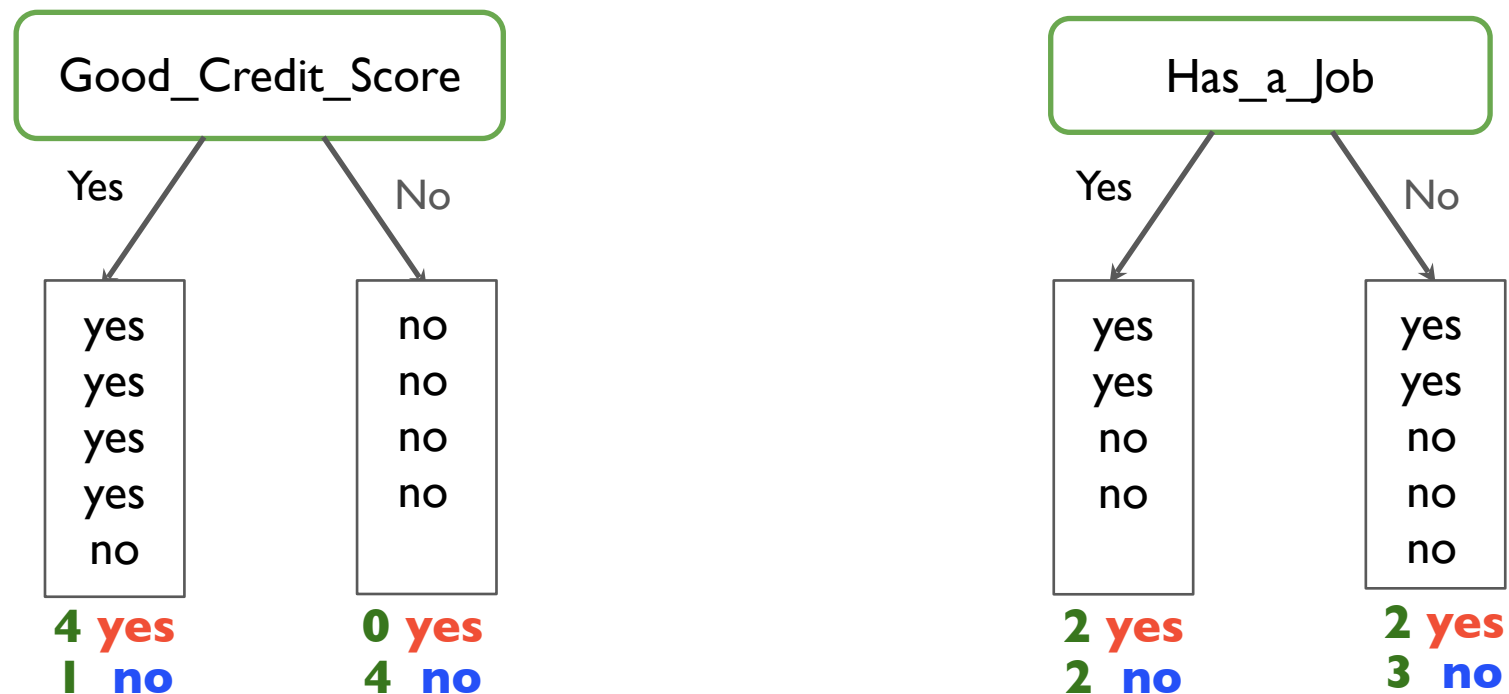 Good_Credit_Score
Yes
No
yes
yes
yes
yes
no
4 yes
1 no
no
no
no
no
0 yes
4 no
Has_a_Job
Yes
No
yes
yes
no
no
2 yes
2 no
yes
yes
no
no
no
2 yes
3 no